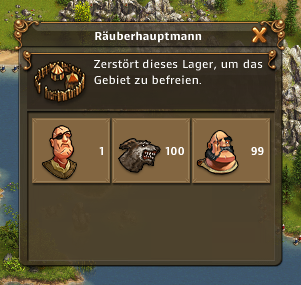 Räuberhauptmann
Zerstört dieses Lager, um das
Gebiet zu befreien.
1 100 99